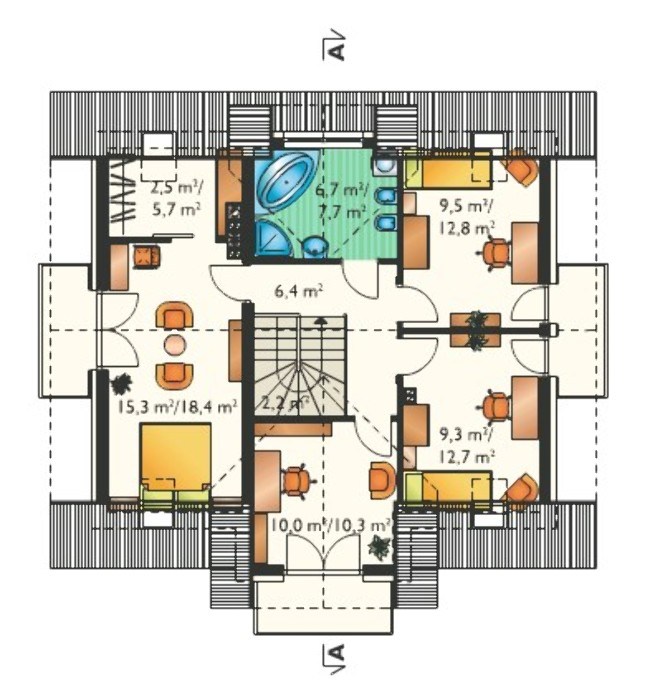 A
2,5 m²/
5,7 m²
6,7 m²/
7,7 m²
9,5 m²/
12,8 m²
6,4 m²
2,2 m²
15,3 m²/18,4 m²
9,3 m²/
12,7 m²
10,0 m²/10,3 m²
A